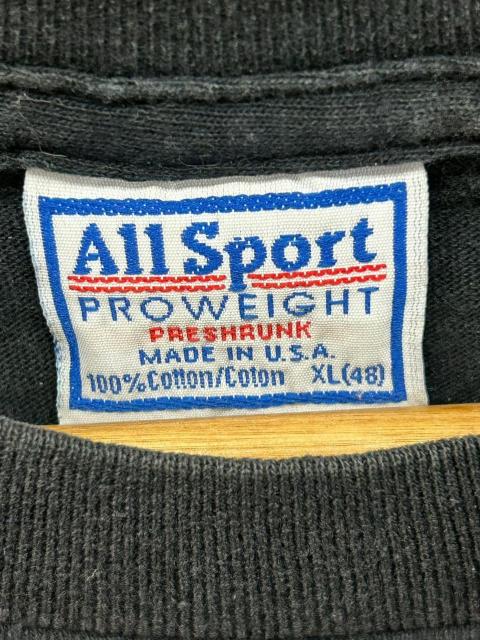 All Sport
PROWEIGHT
PRESHRUNK
MADE IN U.S.A.
100% Cotton/Coton XL(48)